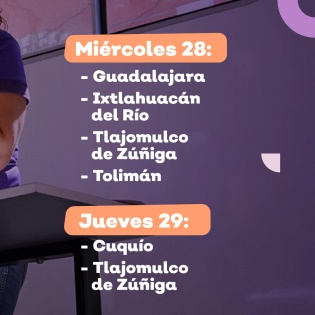 Miércoles 28:
- Guadalajara
- Ixtlahuacán
del Río
- Tlajomulco
de Zúñiga
- Tolimán
Jueves 29:
- Cuquío
- Tlajomulco
de Zúñiga